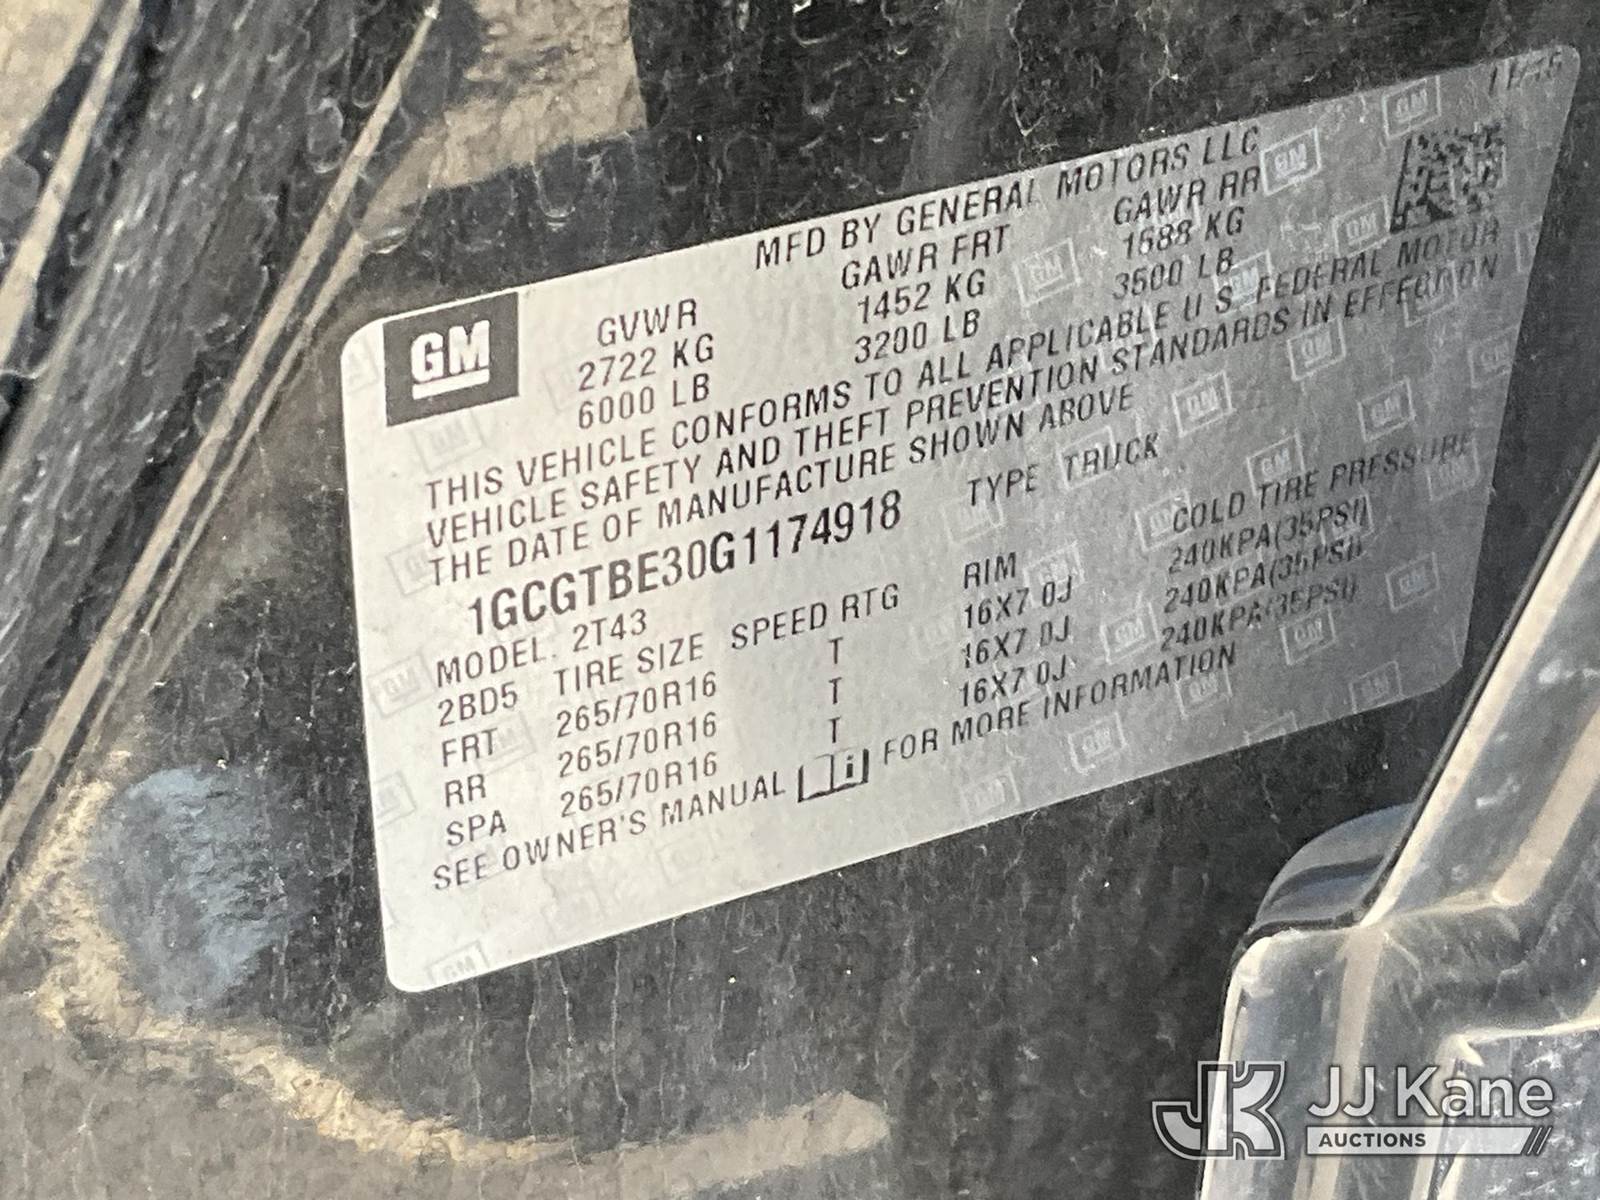 GM
MFD BY GENERAL MOTORS LLC
GVWR GAWR FRT GAWR RR
2722 KG 1452 KG 1588 KG
6000 LB 3200 LB 3500 LB
THIS VEHICLE CONFORMS TO ALL APPLICABLE U S FEDERAL MOTOR
VEHICLE SAFETY AND THEFT PREVENTION STANDARDS IN EFFECT ON
THE DATE OF MANUFACTURE SHOWN ABOVE
1GCGTBE30G1174918 TYPE TRUCK
MODEL: 2T43
2BD5 TIRE SIZE SPEED RTG RIM COLD TIRE PRESSURE
FRT 265/70R16 T 16X7.0J 240KPA(35PSI)
RR 265/70R16 T 16X7.0J 240KPA(35PSI)
SPA 265/70R16 T 16X7.0J 240KPA(35PSI)
SEE OWNER'S MANUAL FOR MORE INFORMATION
JK JJ Kane
AUCTIONS